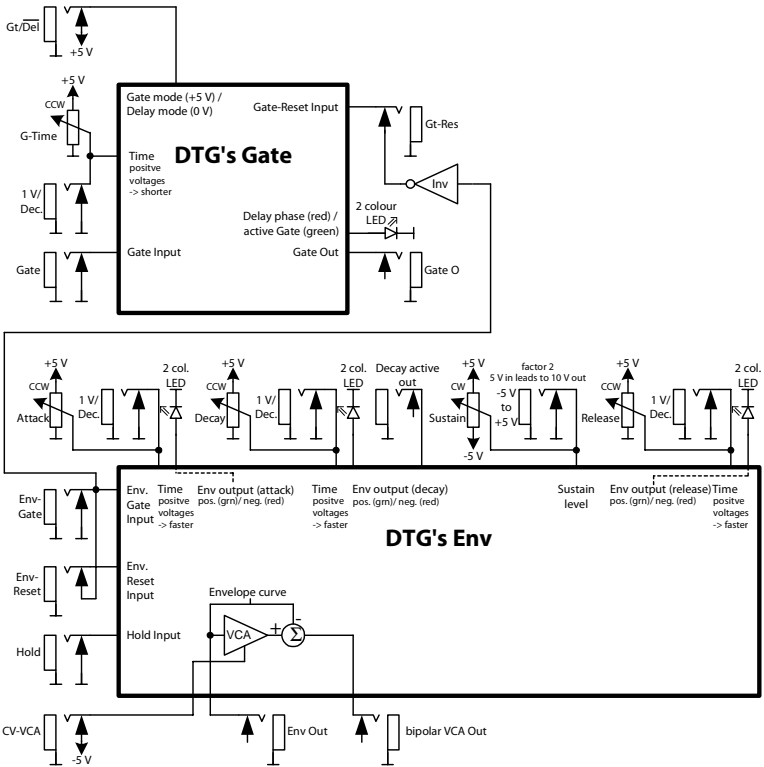 Gt/Del
+5 V
+5 V
CCW
G-Time
1 V/
Dec.
Gate
Gate mode (+5 V) /
Delay mode (0 V)
Gate-Reset Input
DTG's Gate
Time
positve
voltages
-> shorter
Delay phase (red) /
active Gate (green)
Gate Input
Gate Out
Gt-Res
Inv
2 colour
LED
Gate O
+5 V
CCW
Attack
1 V/
Dec.
2 col.
LED
+5 V
CCW
Decay
1 V/
Dec.
2 col.
LED
Decay active
out
+5 V
CW
Sustain
-5 V
factor 2
5 V in leads to 10 V out
-5 V
to
+5 V
+5 V
CCW
Release
1 V/
Dec.
2 col.
LED
Env-
Gate
Env.
Gate
Input
Time
positve
voltages
-> faster
Env output (attack)
pos. (grn)/ neg. (red)
Time
positve
voltages
-> faster
Env output (decay)
pos. (grn)/ neg. (red)
Sustain
level
Env output (release)
pos. (grn)/ neg. (red)
Time
positve
voltages
-> faster
DTG's Env
Env-
Reset
Env.
Reset
Input
Envelope curve
Hold
Hold Input
VCA
+
-
Σ
CV-VCA
-5 V
Env Out
bipolar VCA Out